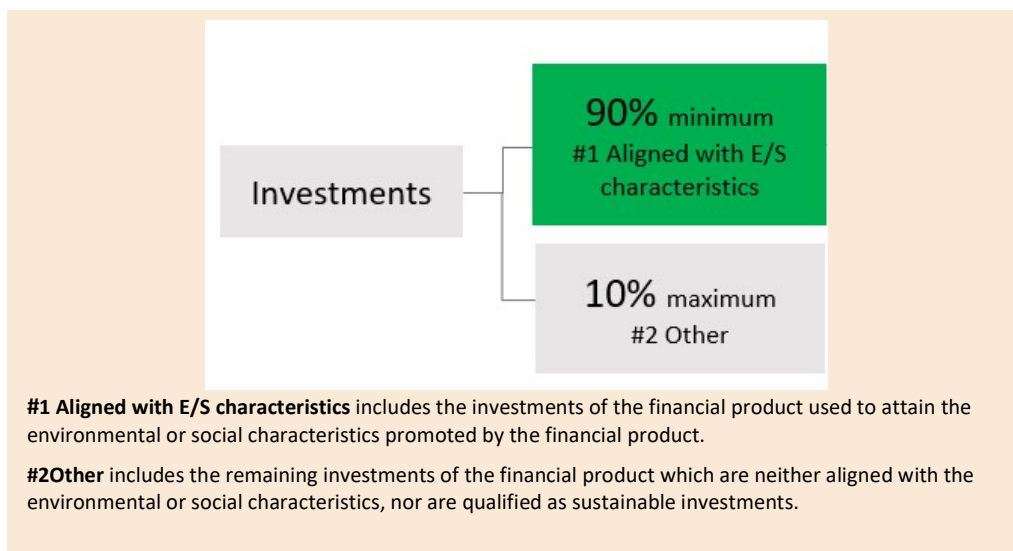 90% minimum
#1 Aligned with E/S
characteristics
Investments
10% maximum
#2 Other
#1 Aligned with E/S characteristics includes the investments of the financial product used to attain the
environmental or social characteristics promoted by the financial product.
#2Other includes the remaining investments of the financial product which are neither aligned with the
environmental or social characteristics, nor are qualified as sustainable investments.